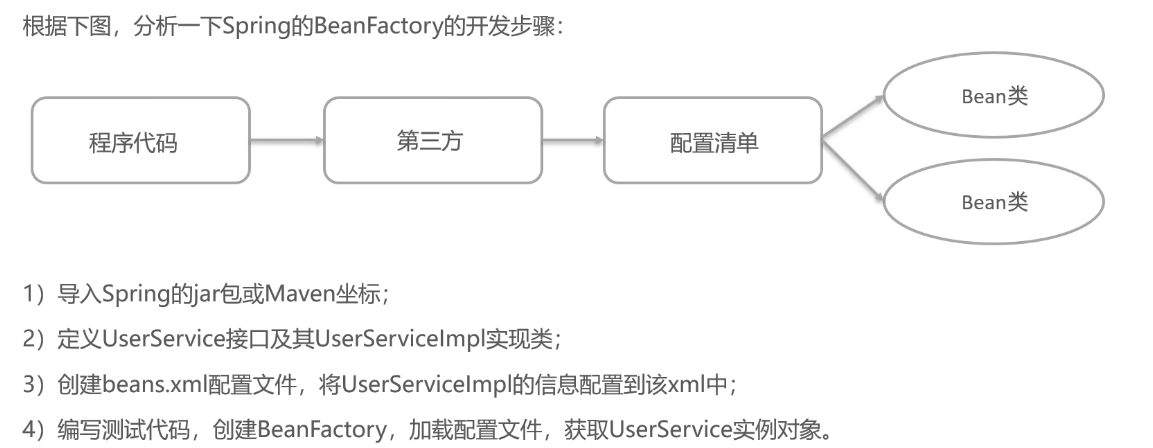 根据下图，分析一下Spring的BeanFactory的开发步骤：
程序代码
第三方
配置清单
Bean类
Bean类
1）导入Spring的jar包或Maven坐标；
2）定义UserService接口及其UserServiceImpl实现类；
3）创建beans.xml配置文件，将UserServiceImpl的信息配置到该xml中；
4）编写测试代码，创建BeanFactory，加载配置文件，获取UserService实例对象。